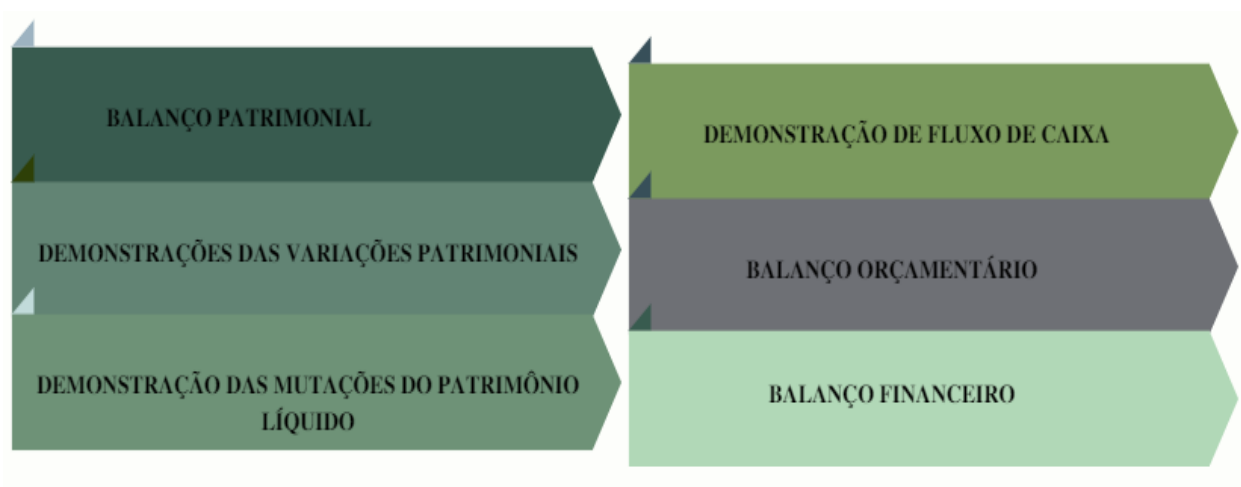 BALANÇO PATRIMONIAL
DEMONSTRAÇÕES DAS VARIAÇÕES PATRIMONIAIS
DEMONSTRAÇÃO DAS MUTAÇÕES DO PATRIMÔNIO
LÍQUIDO
DEMONSTRAÇÃO DE FLUXO DE CAIXA
BALANÇO ORÇAMENTÁRIO
BALANÇO FINANCEIRO